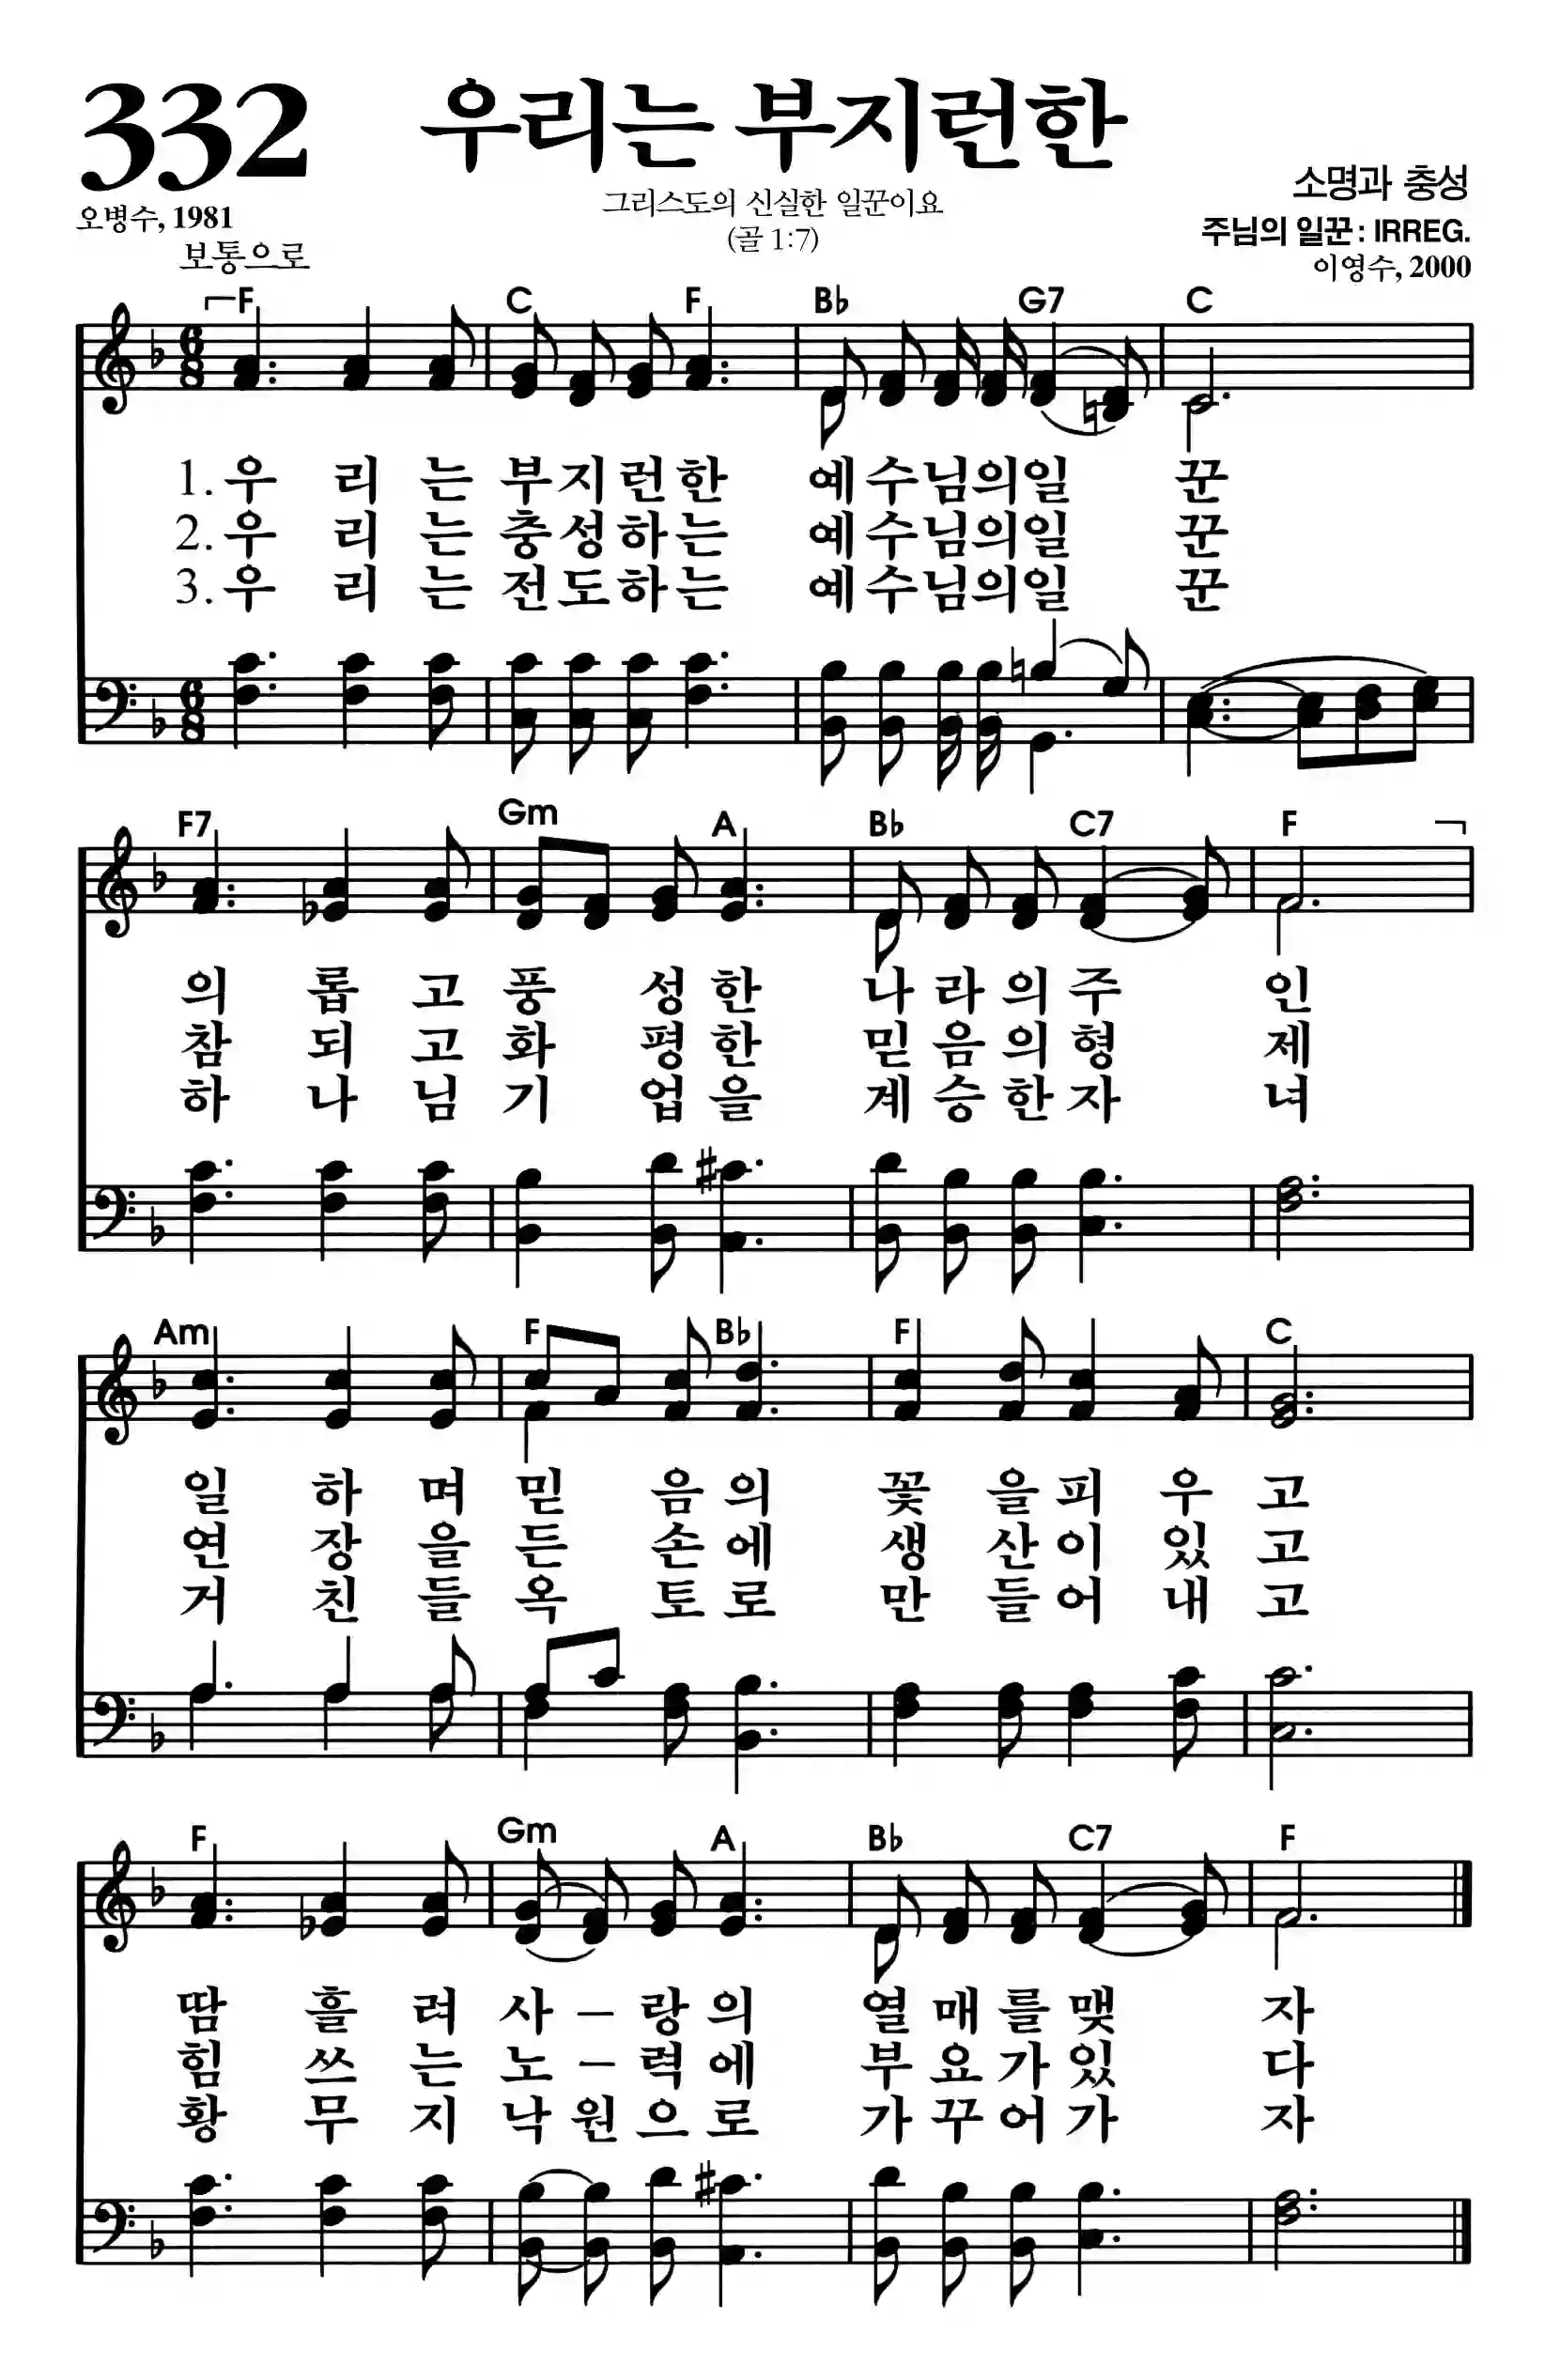 332 우리는 부지런한
소명과 충성
오병수, 1981 그리스도의 신실한 일꾼이요 주님의 일꾼 : IRREG.
보통으로 (골 1:7) 이영수, 2000
F C F B♭ G7 C
6 8
1. 우 리 는 부 지 런 한 예 수 님 의 일 꾼
2. 우 리 는 충 성 하 는 예 수 님 의 일 꾼
3. 우 리 는 전 도 하 는 예 수 님 의 일 꾼
6 8
F7 Gm A B♭ C7 F
의 롭 고 풍 성 한 나 라 의 주 인
참 되 고 화 평 한 믿 음 의 형 제
하 나 님 기 업 을 계 승 한 자 녀
Am F B♭ F C
일 하 며 믿 음 의 꽃 을 피 우 고
연 장 을 든 손 에 생 산 이 있 고
거 친 들 옥 토 로 만 들 어 내 고
F Gm A B♭ C7 F
땀 흘 려 사 – 랑 의 열 매 를 맺 자
힘 쓰 는 노 – 력 에 부 요 가 있 다
황 무 지 낙 원 으 로 가 꾸 어 가 자